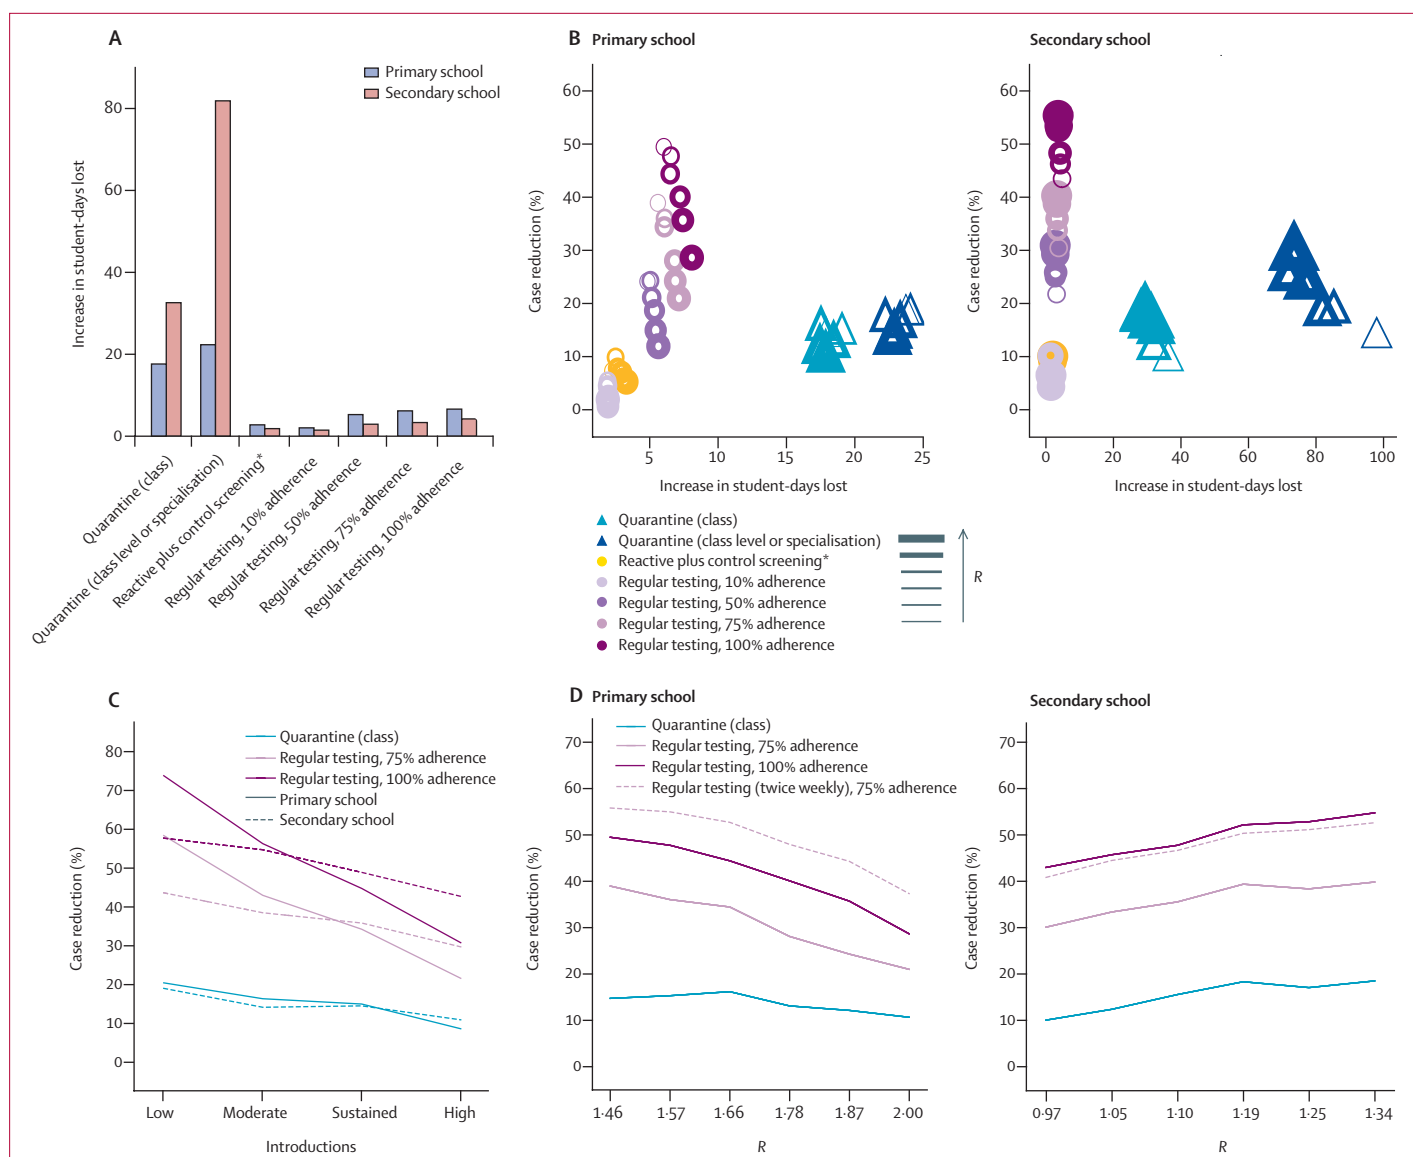 A
Primary school
Secondary school
Increase in student-days lost
80
60
40
20
0
Quarantine (class)
Quarantine (class level or specialisation)
Reactive plus control screening*
Regular testing, 10% adherence
Regular testing, 50% adherence
Regular testing, 75% adherence
Regular testing, 100% adherence
B Primary school
Case reduction (%)
60
50
40
30
20
10
0
5 10 15 20 25
Increase in student-days lost
Secondary school
Case reduction (%)
60
50
40
30
20
10
0
0 20 40 60 80 100
Increase in student-days lost
Quarantine (class)
Quarantine (class level or specialisation)
Reactive plus control screening*
Regular testing, 10% adherence
Regular testing, 50% adherence
Regular testing, 75% adherence
Regular testing, 100% adherence
R
C
Quarantine (class)
Regular testing, 75% adherence
Regular testing, 100% adherence
Primary school
Secondary school
Case reduction (%)
80
70
60
50
40
30
20
10
0
Low Moderate Sustained High
Introductions
D Primary school
Quarantine (class)
Regular testing, 75% adherence
Regular testing, 100% adherence
Regular testing (twice weekly), 75% adherence
Case reduction (%)
70
60
50
40
30
20
10
0
1·46 1·57 1·66 1·78 1·87 2·00
R
Secondary school
Case reduction (%)
70
60
50
40
30
20
10
0
0·97 1·05 1·10 1·19 1·25 1·34
R